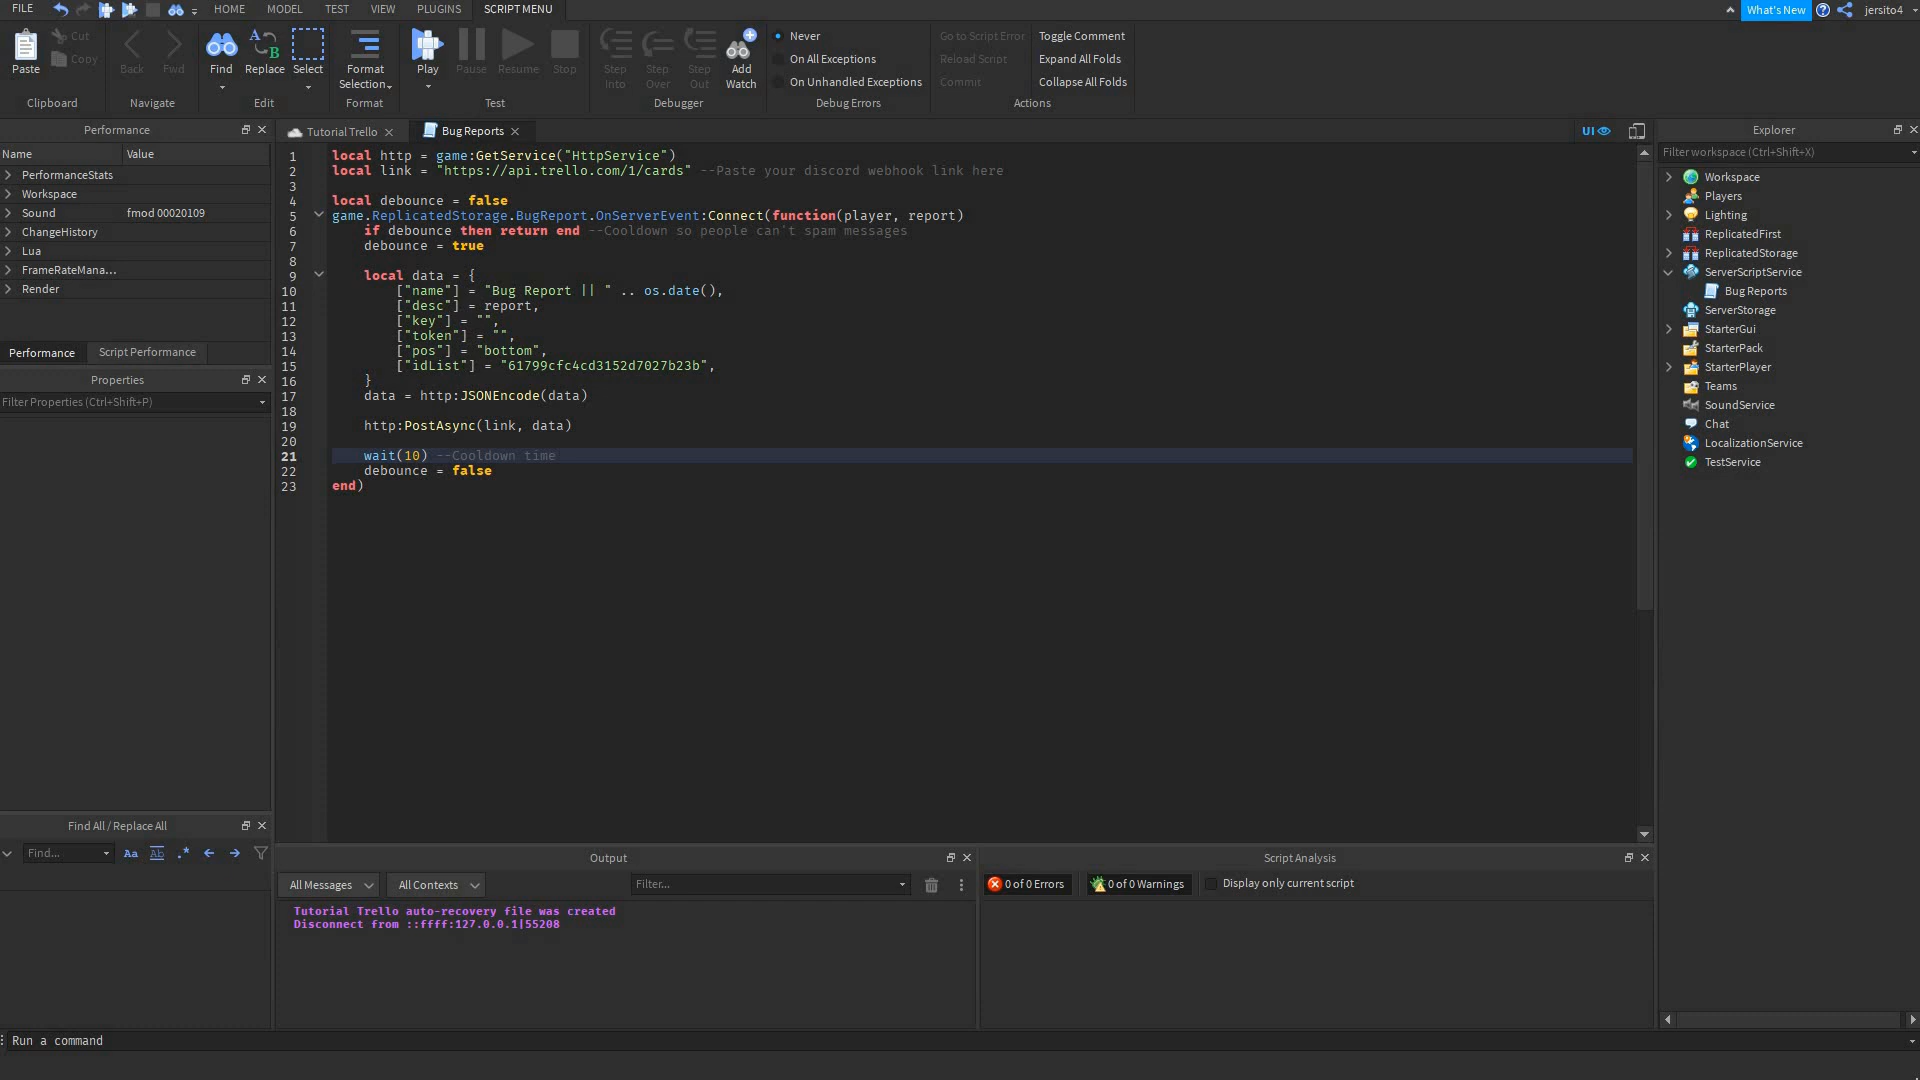 FILE HOME MODEL TEST VIEW PLUGINS SCRIPT MENU What's New jersito4
Paste Cut Copy Back Fwd Find Replace Select Format Selection Play Pause Resume Stop Step Into Step Over Step Out Add Watch
Never
On All Exceptions
On Unhandled Exceptions
Go to Script Error
Reload Script
Commit
Toggle Comment
Expand All Folds
Collapse All Folds
Clipboard Navigate Edit Format Test Debugger Debug Errors Actions
Performance
Name Value
PerformanceStats
Workspace
Sound fmod 00020109
ChangeHistory
Lua
FrameRateMana...
Render
Performance Script Performance
Properties
Filter Properties (Ctrl+Shift+P)
Find All / Replace All
Find... Aa Ab .*
Tutorial Trello Bug Reports UI
1 local http = game:GetService("HttpService")
2 local link = "https://api.trello.com/1/cards" --Paste your discord webhook link here
3
4 local debounce = false
5 game.ReplicatedStorage.BugReport.OnServerEvent:Connect(function(player, report)
6 if debounce then return end --Cooldown so people can't spam messages
7 debounce = true
8
9 local data = {
10 ["name"] = "Bug Report || " .. os.date(),
11 ["desc"] = report,
12 ["key"] = "",
13 ["token"] = "",
14 ["pos"] = "bottom",
15 ["idList"] = "61799cfc4cd3152d7027b23b",
16 }
17 data = http:JSONEncode(data)
18
19 http:PostAsync(link, data)
20
21 wait(10) --Cooldown time
22 debounce = false
23 end)
Output
All Messages All Contexts Filter...
Tutorial Trello auto-recovery file was created
Disconnect from ::ffff:127.0.0.1|55208
Script Analysis
0 of 0 Errors 0 of 0 Warnings Display only current script
Explorer
Filter workspace (Ctrl+Shift+X)
Workspace
Players
Lighting
ReplicatedFirst
ReplicatedStorage
ServerScriptService
Bug Reports
ServerStorage
StarterGui
StarterPack
StarterPlayer
Teams
SoundService
Chat
LocalizationService
TestService
Run a command